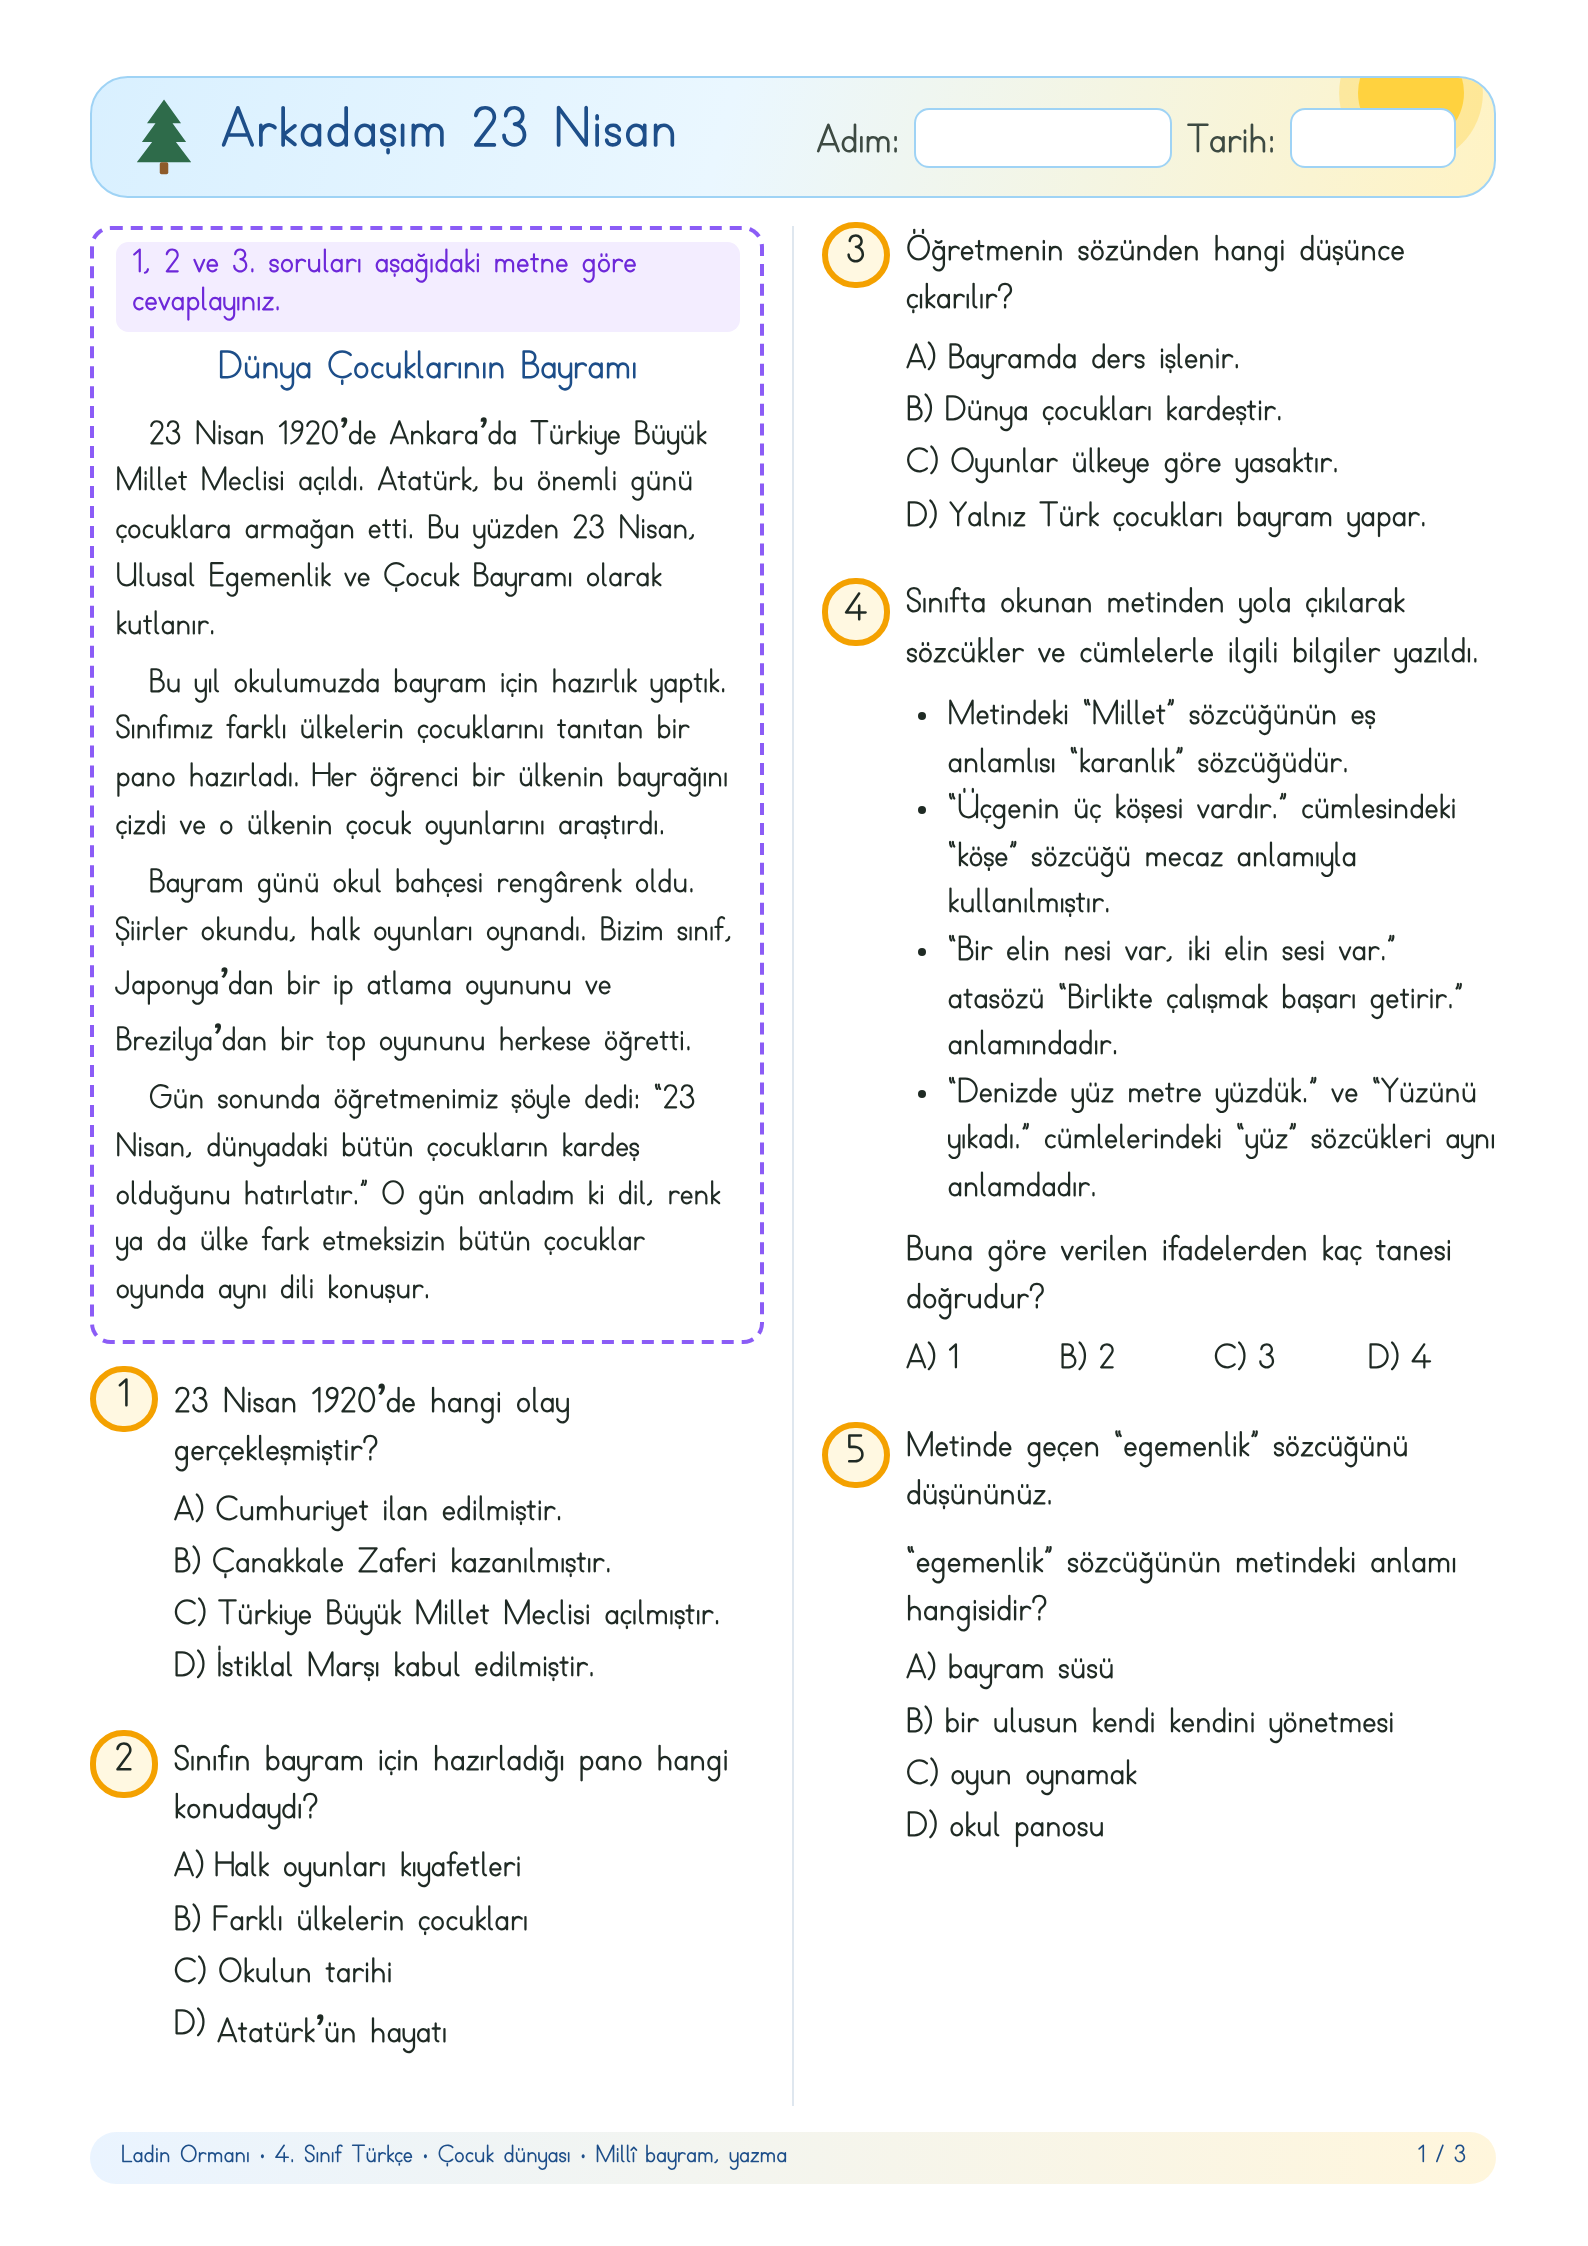 Arkadaşım 23 Nisan
Adım:
Tarih:
1, 2 ve 3. soruları aşağıdaki metne göre
cevaplayınız.
Dünya Çocuklarının Bayramı
23 Nisan 1920’de Ankara’da Türkiye Büyük
Millet Meclisi açıldı. Atatürk, bu önemli günü
çocuklara armağan etti. Bu yüzden 23 Nisan,
Ulusal Egemenlik ve Çocuk Bayramı olarak
kutlanır.
Bu yıl okulumuzda bayram için hazırlık yaptık.
Sınıfımız farklı ülkelerin çocuklarını tanıtan bir
pano hazırladı. Her öğrenci bir ülkenin bayrağını
çizdi ve o ülkenin çocuk oyunlarını araştırdı.
Bayram günü okul bahçesi rengârenk oldu.
Şiirler okundu, halk oyunları oynandı. Bizim sınıf,
Japonya’dan bir ip atlama oyununu ve
Brezilya’dan bir top oyununu herkese öğretti.
Gün sonunda öğretmenimiz şöyle dedi: “23
Nisan, dünyadaki bütün çocukların kardeş
olduğunu hatırlatır.” O gün anladım ki dil, renk
ya da ülke fark etmeksizin bütün çocuklar
oyunda aynı dili konuşur.
1
23 Nisan 1920’de hangi olay
gerçekleşmiştir?
A) Cumhuriyet ilan edilmiştir.
B) Çanakkale Zaferi kazanılmıştır.
C) Türkiye Büyük Millet Meclisi açılmıştır.
D) İstiklal Marşı kabul edilmiştir.
2
Sınıfın bayram için hazırladığı pano hangi
konudaydı?
A) Halk oyunları kıyafetleri
B) Farklı ülkelerin çocukları
C) Okulun tarihi
D) Atatürk’ün hayatı
3
Öğretmenin sözünden hangi düşünce
çıkarılır?
A) Bayramda ders işlenir.
B) Dünya çocukları kardeştir.
C) Oyunlar ülkeye göre yasaktır.
D) Yalnız Türk çocukları bayram yapar.
4
Sınıfta okunan metinden yola çıkılarak
sözcükler ve cümlelerle ilgili bilgiler yazıldı.
• Metindeki “Millet” sözcüğünün eş
anlamlısı “karanlık” sözcüğüdür.
• “Üçgenin üç köşesi vardır.” cümlesindeki
“köşe” sözcüğü mecaz anlamıyla
kullanılmıştır.
• “Bir elin nesi var, iki elin sesi var.”
atasözü “Birlikte çalışmak başarı getirir.”
anlamındadır.
• “Denizde yüz metre yüzdük.” ve “Yüzünü
yıkadı.” cümlelerindeki “yüz” sözcükleri aynı
anlamdadır.
Buna göre verilen ifadelerden kaç tanesi
doğrudur?
A) 1 B) 2 C) 3 D) 4
5
Metinde geçen “egemenlik” sözcüğünü
düşününüz.
“egemenlik” sözcüğünün metindeki anlamı
hangisidir?
A) bayram süsü
B) bir ulusun kendi kendini yönetmesi
C) oyun oynamak
D) okul panosu
Ladin Ormanı • 4. Sınıf Türkçe • Çocuk dünyası • Millî bayram, yazma
1 / 3